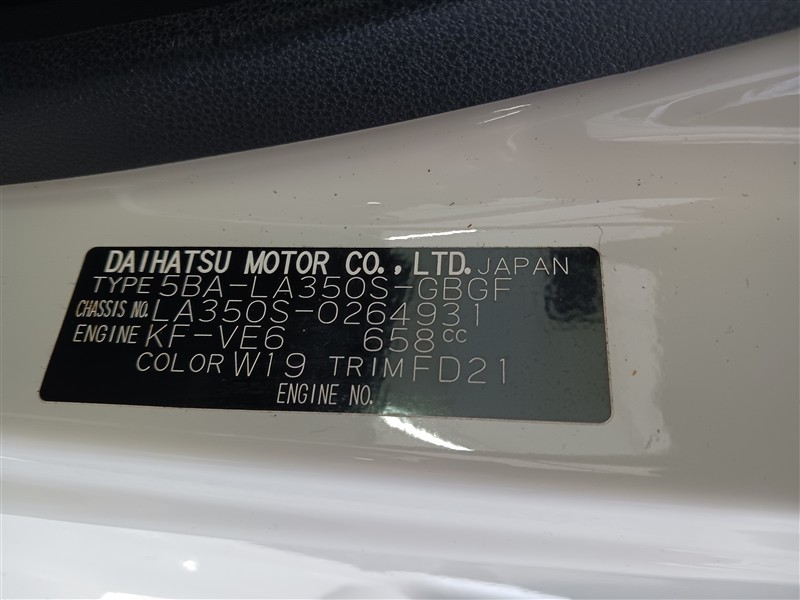 DAIHATSU MOTOR CO., LTD. JAPAN
TYPE 5BA-LA350S-GBGF
CHASSIS NO. LA350S-0264931
ENGINE KF-VE6 658cc
COLOR W19 TRIM FD21
ENGINE NO.